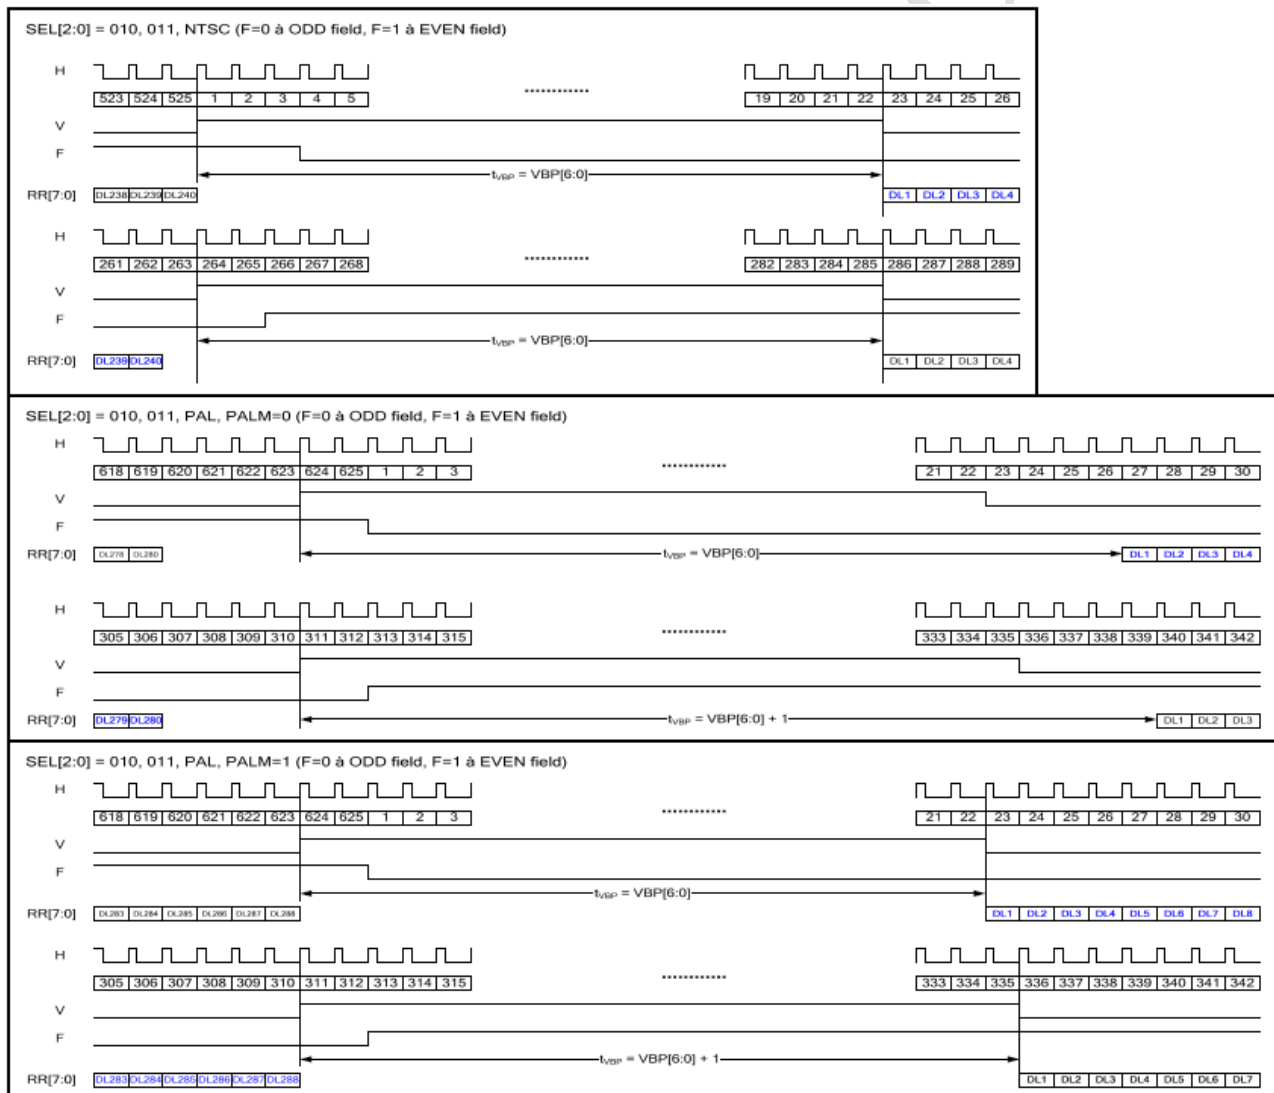 SEL[2:0] = 010, 011, NTSC (F=0 à ODD field, F=1 à EVEN field)
H
523 524 525 1 2 3 4 5 ............ 19 20 21 22 23 24 25 26
V
F
tVBP = VBP[6:0]
RR[7:0] DL238 DL239 DL240 DL1 DL2 DL3 DL4
H
261 262 263 264 265 266 267 268 ............ 282 283 284 285 286 287 288 289
V
F
tVBP = VBP[6:0]
RR[7:0] DL239 DL240 DL1 DL2 DL3 DL4
SEL[2:0] = 010, 011, PAL, PALM=0 (F=0 à ODD field, F=1 à EVEN field)
H
618 619 620 621 622 623 624 625 1 2 3 ............ 21 22 23 24 25 26 27 28 29 30
V
F
RR[7:0] DL278 DL280 tVBP = VBP[6:0] DL1 DL2 DL3 DL4
H
305 306 307 308 309 310 311 312 313 314 315 ............ 333 334 335 336 337 338 339 340 341 342
V
F
RR[7:0] DL279 DL280 tVBP = VBP[6:0] + 1 DL1 DL2 DL3
SEL[2:0] = 010, 011, PAL, PALM=1 (F=0 à ODD field, F=1 à EVEN field)
H
618 619 620 621 622 623 624 625 1 2 3 ............ 21 22 23 24 25 26 27 28 29 30
V
F
tVBP = VBP[6:0]
RR[7:0] DL283 DL284 DL285 DL286 DL287 DL288 DL1 DL2 DL3 DL4 DL5 DL6 DL7 DL8
H
305 306 307 308 309 310 311 312 313 314 315 ............ 333 334 335 336 337 338 339 340 341 342
V
F
tVBP = VBP[6:0] + 1
RR[7:0] DL283 DL284 DL285 DL286 DL287 DL288 DL1 DL2 DL3 DL4 DL5 DL6 DL7